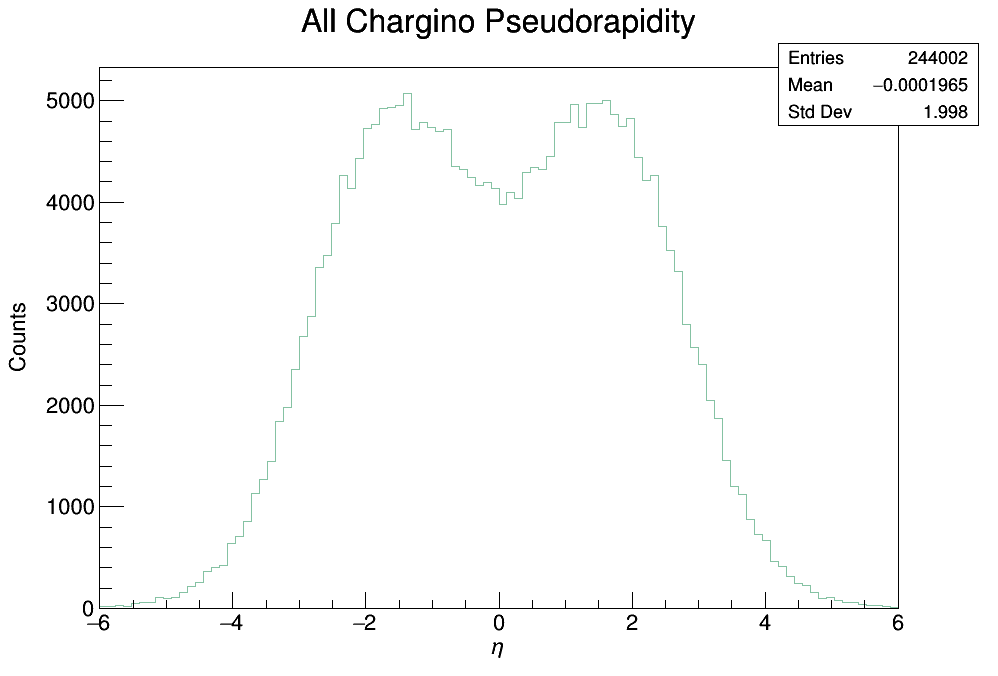 All Chargino Pseudorapidity
Entries 244002
Mean −0.0001965
Std Dev 1.998
5000
4000
3000
2000
1000
0
Counts
−6 −4 −2 0 2 4 6
η